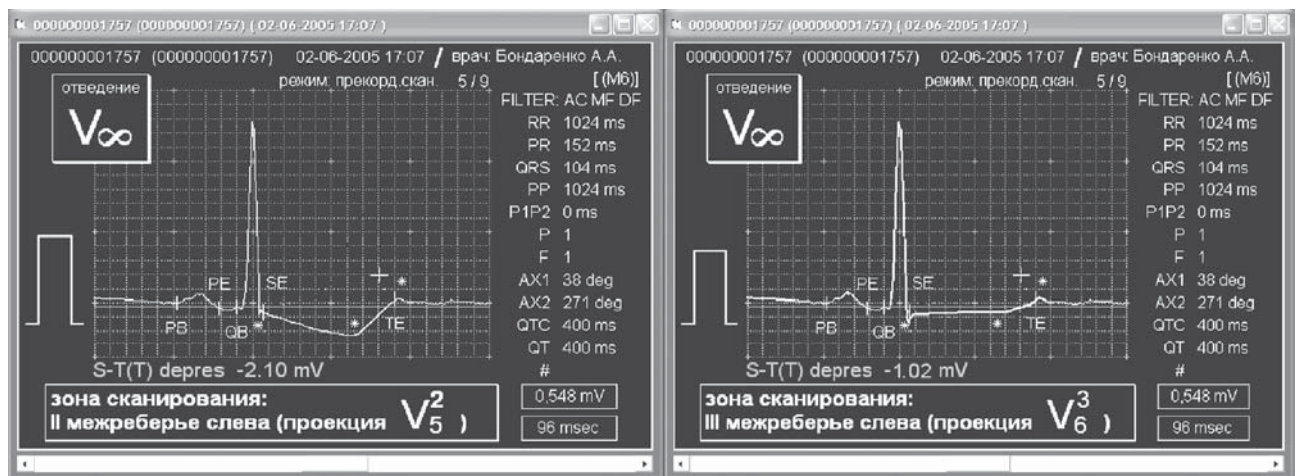 000000001757 (000000001757) ( 02-06-2005 17:07 )
000000001757 (000000001757) 02-06-2005 17:07 / врач: Бондаренко А.А.
режим: прекорд.скан. 5 / 9 [ (М6)]
отведение
V∞
FILTER: AC MF DF
RR 1024 ms
PR 152 ms
QRS 104 ms
PP 1024 ms
P1P2 0 ms
P 1
F 1
AX1 38 deg
AX2 271 deg
QTC 400 ms
QT 400 ms
#
PE SE
PB QB TE
S-T(T) depres -2.10 mV
0,548 mV
96 msec
зона сканирования:
II межреберье слева (проекция V₅² )
000000001757 (000000001757) ( 02-06-2005 17:07 )
000000001757 (000000001757) 02-06-2005 17:07 / врач: Бондаренко А.А.
режим: прекорд.скан. 5 / 9 [ (М6)]
отведение
V∞
FILTER: AC MF DF
RR 1024 ms
PR 152 ms
QRS 104 ms
PP 1024 ms
P1P2 0 ms
P 1
F 1
AX1 38 deg
AX2 271 deg
QTC 400 ms
QT 400 ms
#
PE SE
PB QB TE
S-T(T) depres -1.02 mV
0,548 mV
96 msec
зона сканирования:
III межреберье слева (проекция V₆³ )